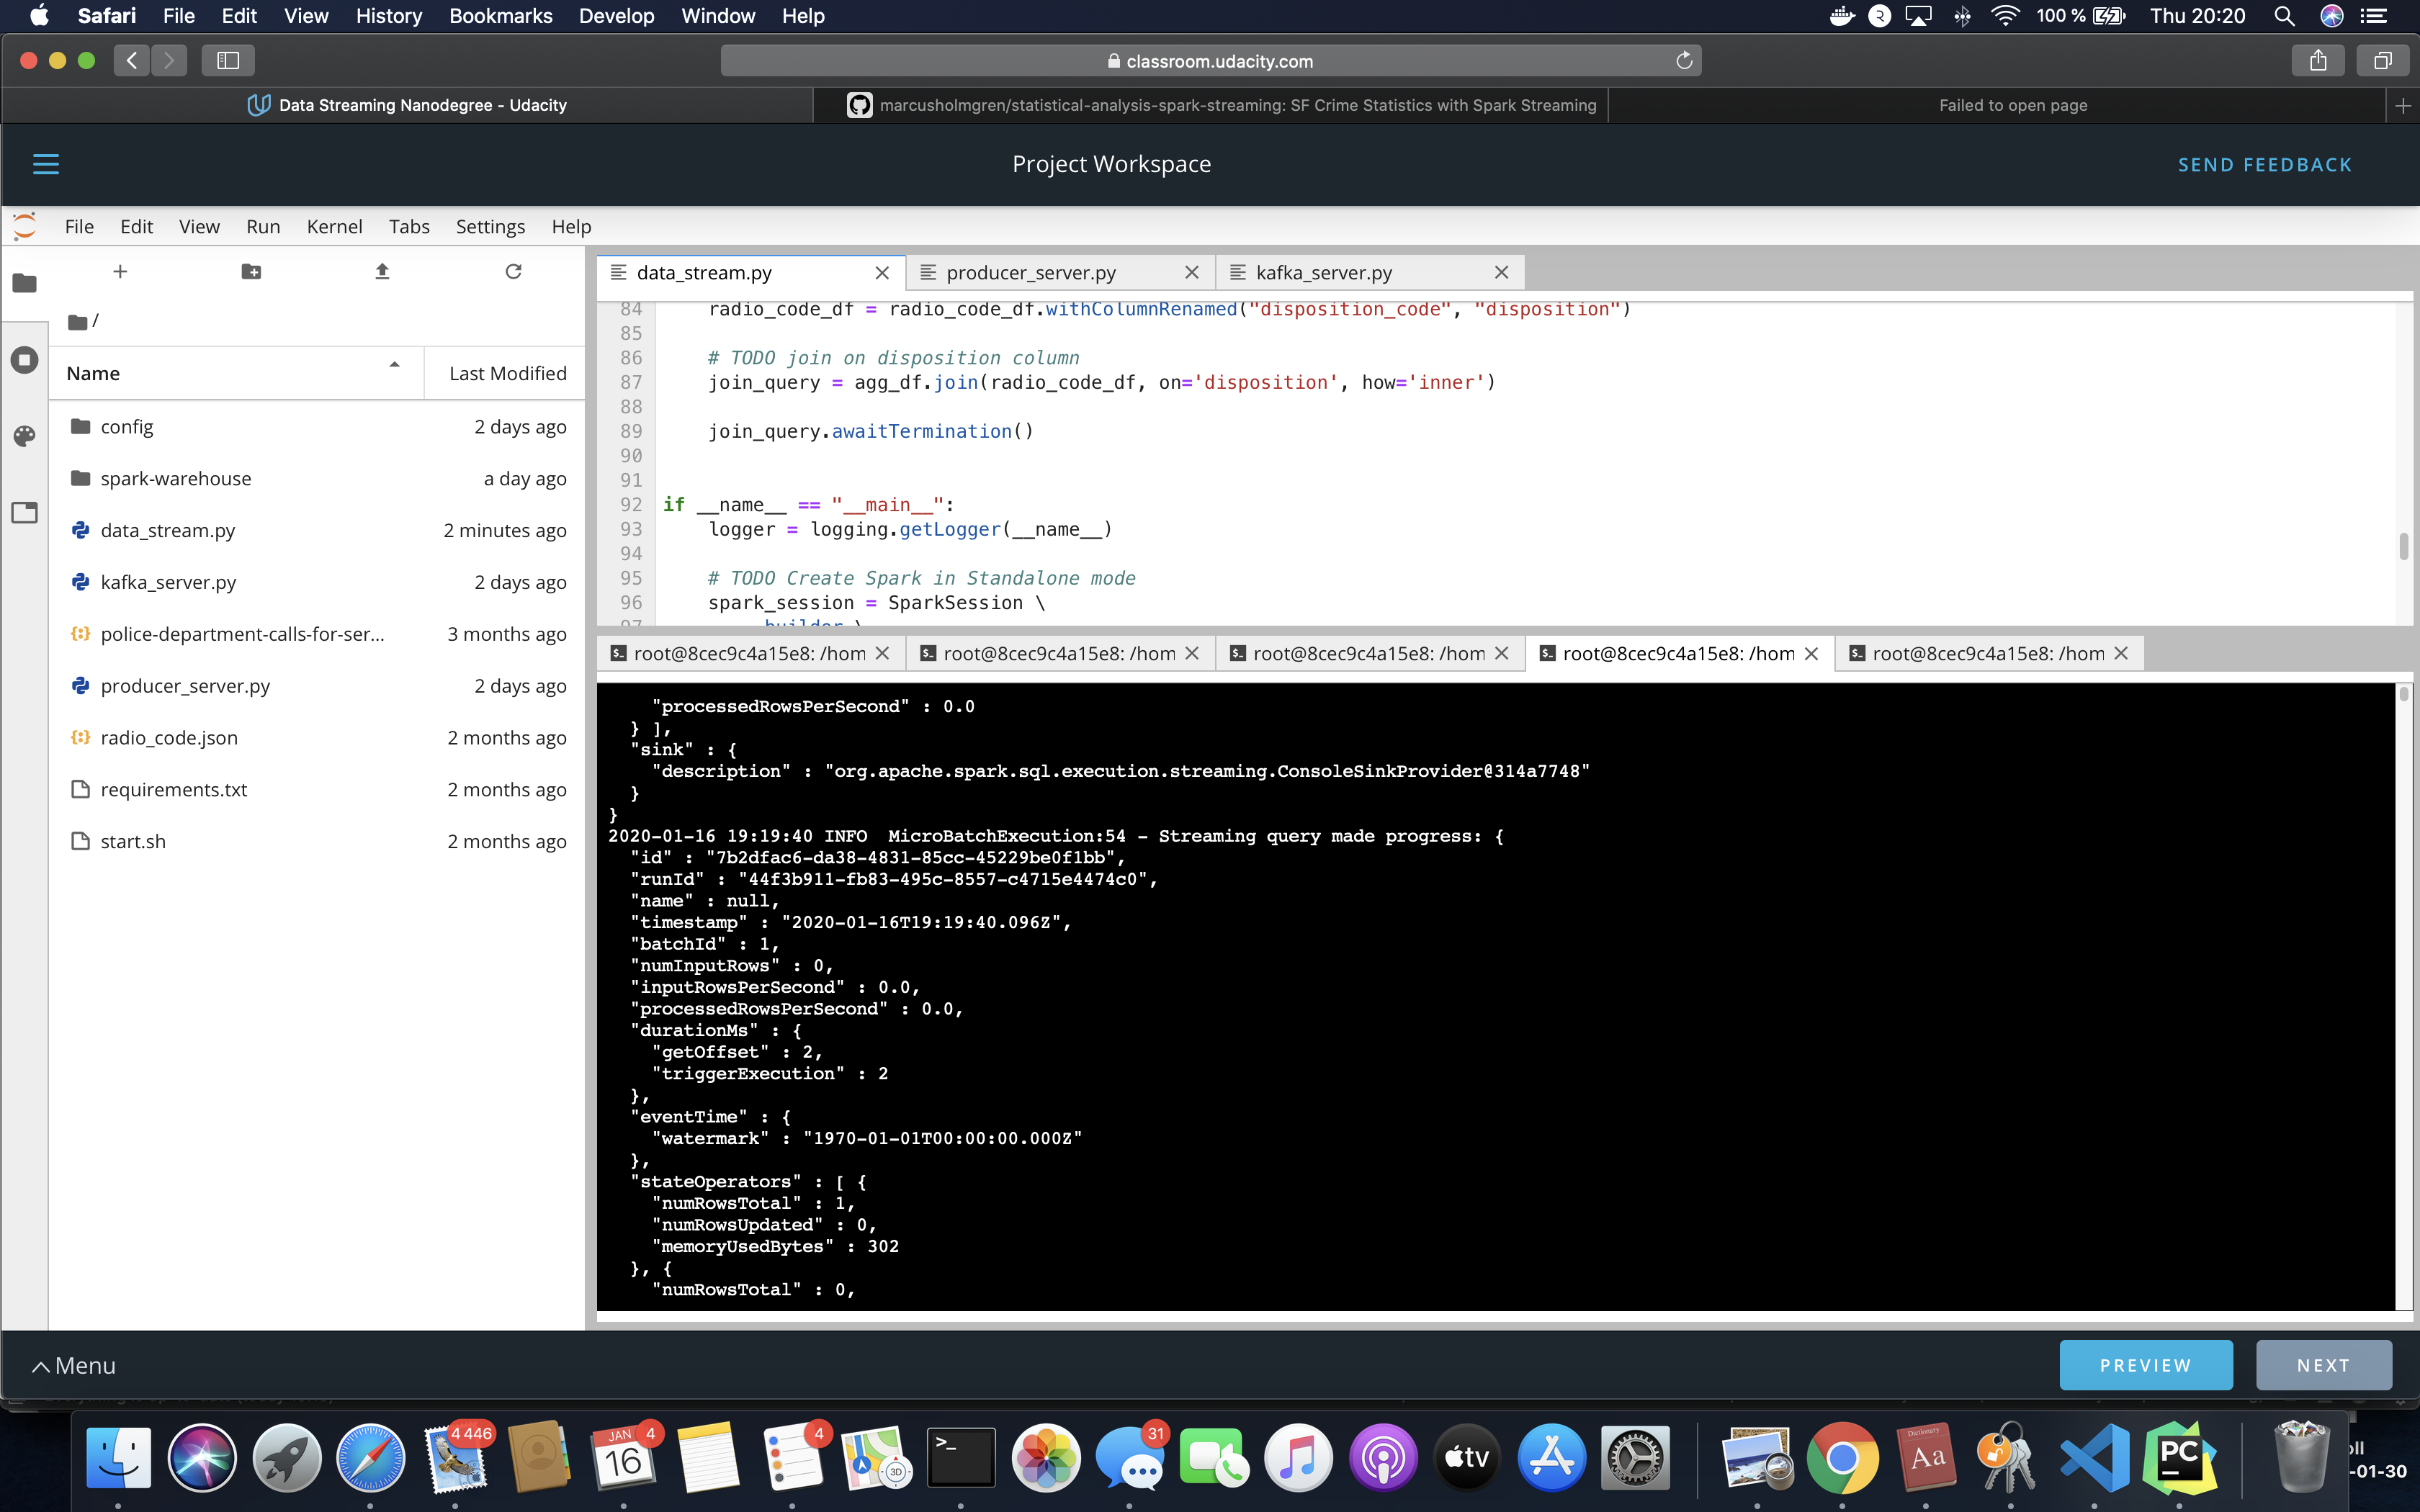 Safari File Edit View History Bookmarks Develop Window Help 100 % Thu 20:20
classroom.udacity.com
Data Streaming Nanodegree - Udacity marcusholmgren/statistical-analysis-spark-streaming: SF Crime Statistics with Spark Streaming Failed to open page
Project Workspace SEND FEEDBACK
File Edit View Run Kernel Tabs Settings Help
data_stream.py producer_server.py kafka_server.py
/
Name Last Modified
config 2 days ago
spark-warehouse a day ago
data_stream.py 2 minutes ago
kafka_server.py 2 days ago
police-department-calls-for-ser... 3 months ago
producer_server.py 2 days ago
radio_code.json 2 months ago
requirements.txt 2 months ago
start.sh 2 months ago
84 radio_code_df = radio_code_df.withColumnRenamed("disposition_code", "disposition")
85
86 # TODO join on disposition column
87 join_query = agg_df.join(radio_code_df, on='disposition', how='inner')
88
89 join_query.awaitTermination()
90
91
92 if __name__ == "__main__":
93 logger = logging.getLogger(__name__)
94
95 # TODO Create Spark in Standalone mode
96 spark_session = SparkSession \
97 builder \
root@8cec9c4a15e8: /hom root@8cec9c4a15e8: /hom root@8cec9c4a15e8: /hom root@8cec9c4a15e8: /hom root@8cec9c4a15e8: /hom
"processedRowsPerSecond" : 0.0
} ],
"sink" : {
"description" : "org.apache.spark.sql.execution.streaming.ConsoleSinkProvider@314a7748"
}
}
2020-01-16 19:19:40 INFO MicroBatchExecution:54 - Streaming query made progress: {
"id" : "7b2dfac6-da38-4831-85cc-45229be0f1bb",
"runId" : "44f3b911-fb83-495c-8557-c4715e4474c0",
"name" : null,
"timestamp" : "2020-01-16T19:19:40.096Z",
"batchId" : 1,
"numInputRows" : 0,
"inputRowsPerSecond" : 0.0,
"processedRowsPerSecond" : 0.0,
"durationMs" : {
"getOffset" : 2,
"triggerExecution" : 2
},
"eventTime" : {
"watermark" : "1970-01-01T00:00:00.000Z"
},
"stateOperators" : [ {
"numRowsTotal" : 1,
"numRowsUpdated" : 0,
"memoryUsedBytes" : 302
}, {
"numRowsTotal" : 0,
Menu PREVIEW NEXT
4 446 JAN 16 4 4 3D >_ 31 tv Dictionary Aa PC
-01-30